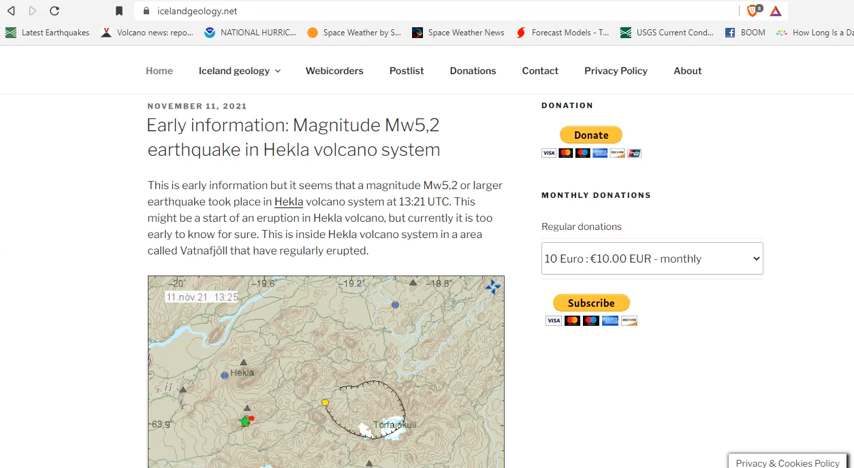 icelandgeology.net
Latest Earthquakes
Volcano news: repo...
NATIONAL HURRIC...
Space Weather by S...
Space Weather News
Forecast Models - T...
USGS Current Cond...
BOOM
How Long Is a Da
Home
Iceland geology
Webicorders
Postlist
Donations
Contact
Privacy Policy
About
NOVEMBER 11, 2021
Early information: Magnitude Mw5,2
earthquake in Hekla volcano system
This is early information but it seems that a magnitude Mw5,2 or larger
earthquake took place in Hekla volcano system at 13:21 UTC. This
might be a start of an eruption in Hekla volcano, but currently it is too
early to know for sure. This is inside Hekla volcano system in a area
called Vatnafjöll that have regularly erupted.
-20°
-19.6°
-19.2°
-18.8°
11.nóv.21 13:25
Hekla
Torfajökull
63.9
DONATION
Donate
VISA
MONTHLY DONATIONS
Regular donations
10 Euro : €10.00 EUR - monthly
Subscribe
VISA
Privacy & Cookies Policy